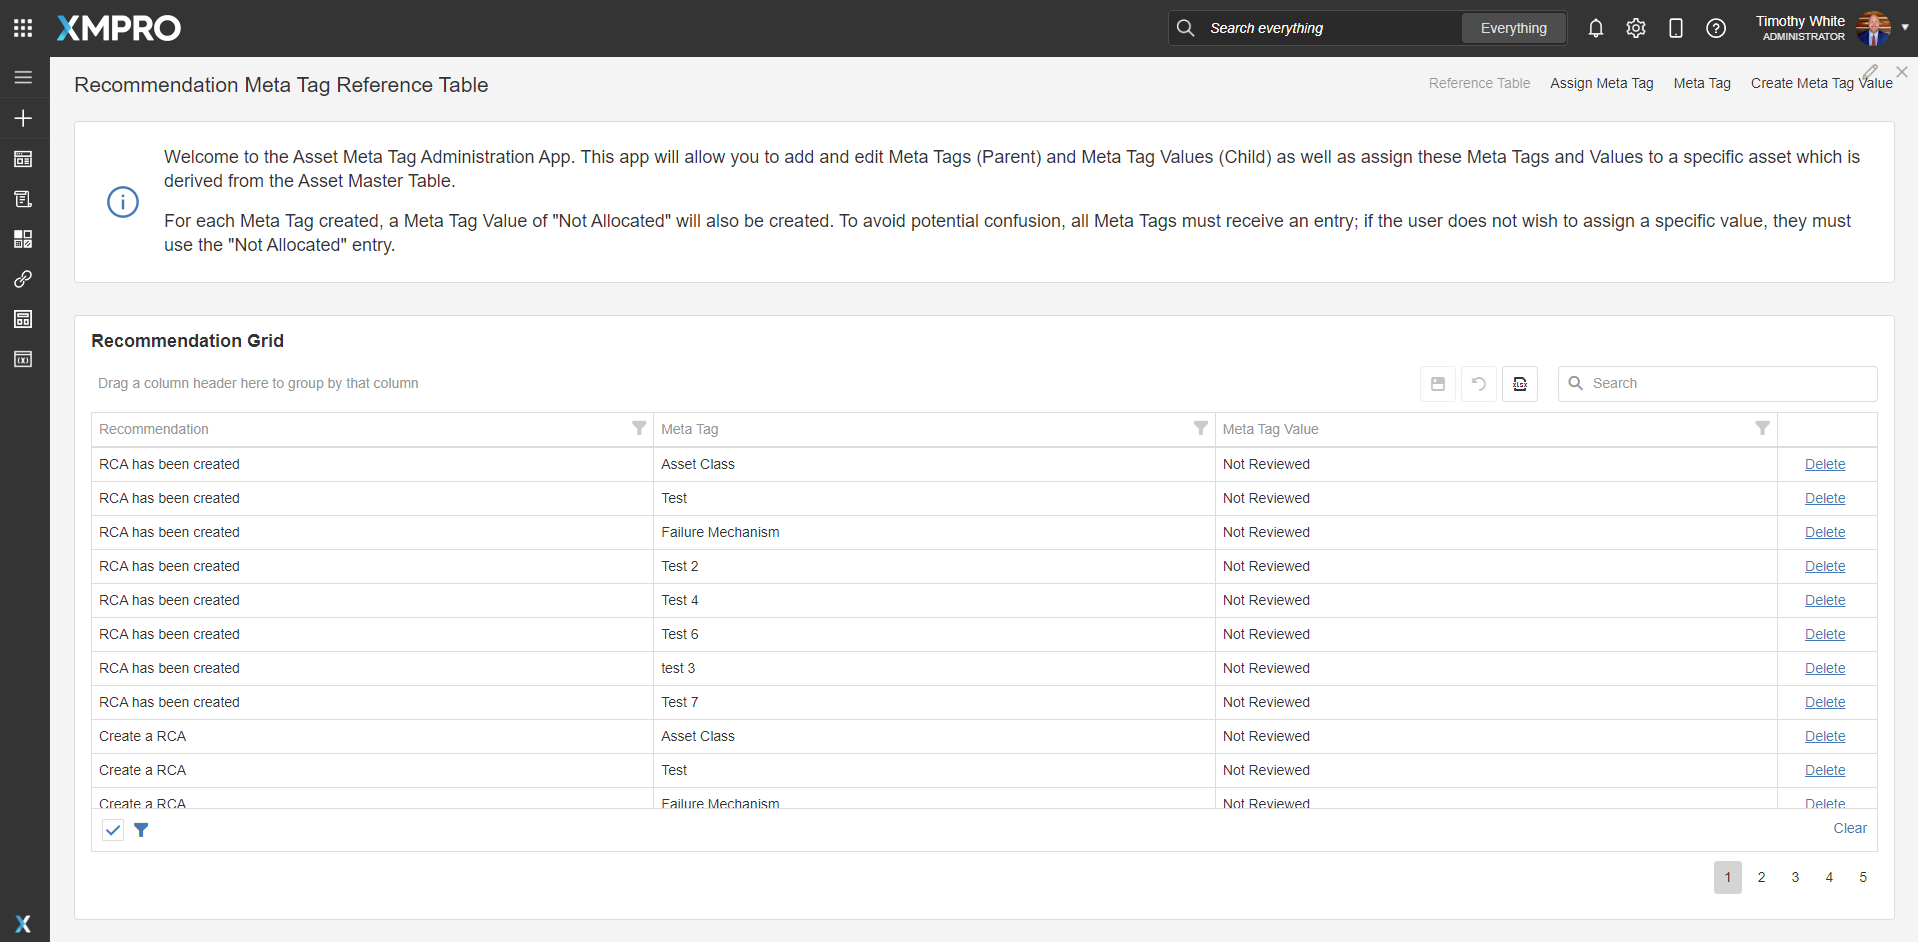 XMPRO
Search everything
Everything
Timothy White
ADMINISTRATOR
Recommendation Meta Tag Reference Table
Reference Table Assign Meta Tag Meta Tag Create Meta Tag Value
Welcome to the Asset Meta Tag Administration App. This app will allow you to add and edit Meta Tags (Parent) and Meta Tag Values (Child) as well as assign these Meta Tags and Values to a specific asset which is
derived from the Asset Master Table.
For each Meta Tag created, a Meta Tag Value of "Not Allocated" will also be created. To avoid potential confusion, all Meta Tags must receive an entry; if the user does not wish to assign a specific value, they must
use the "Not Allocated" entry.
Recommendation Grid
Drag a column header here to group by that column
XLSX
Search
Recommendation Meta Tag Meta Tag Value
RCA has been created Asset Class Not Reviewed Delete
RCA has been created Test Not Reviewed Delete
RCA has been created Failure Mechanism Not Reviewed Delete
RCA has been created Test 2 Not Reviewed Delete
RCA has been created Test 4 Not Reviewed Delete
RCA has been created Test 6 Not Reviewed Delete
RCA has been created test 3 Not Reviewed Delete
RCA has been created Test 7 Not Reviewed Delete
Create a RCA Asset Class Not Reviewed Delete
Create a RCA Test Not Reviewed Delete
Create a RCA Failure Mechanism Not Reviewed Delete
Clear
1 2 3 4 5